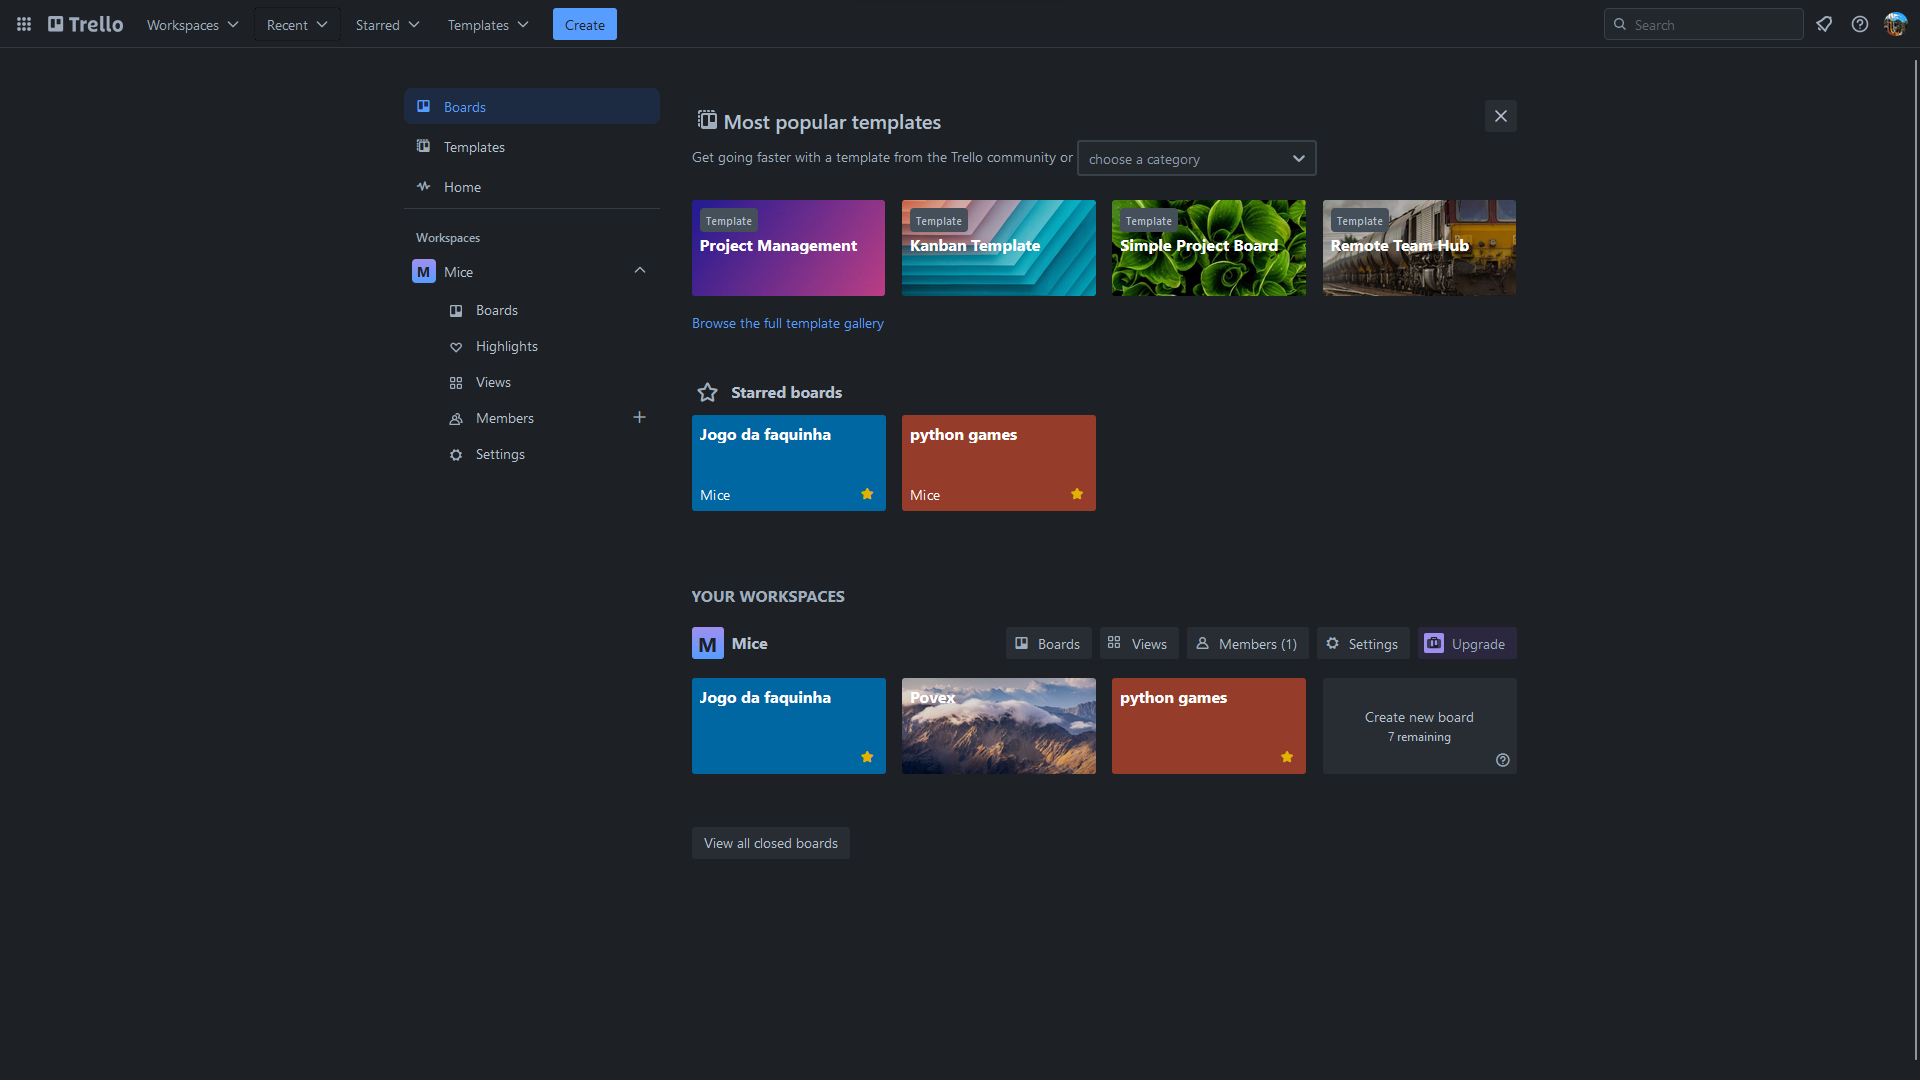 Trello
Workspaces
Recent
Starred
Templates
Create
Search
Boards
Templates
Home
Workspaces
M Mice
Boards
Highlights
Views
Members
Settings
Most popular templates
Get going faster with a template from the Trello community or choose a category
Template
Project Management
Template
Kanban Template
Template
Simple Project Board
Template
Remote Team Hub
Browse the full template gallery
Starred boards
Jogo da faquinha
Mice
python games
Mice
YOUR WORKSPACES
M Mice
Boards
Views
Members (1)
Settings
Upgrade
Jogo da faquinha
Povex
python games
Create new board
7 remaining
View all closed boards